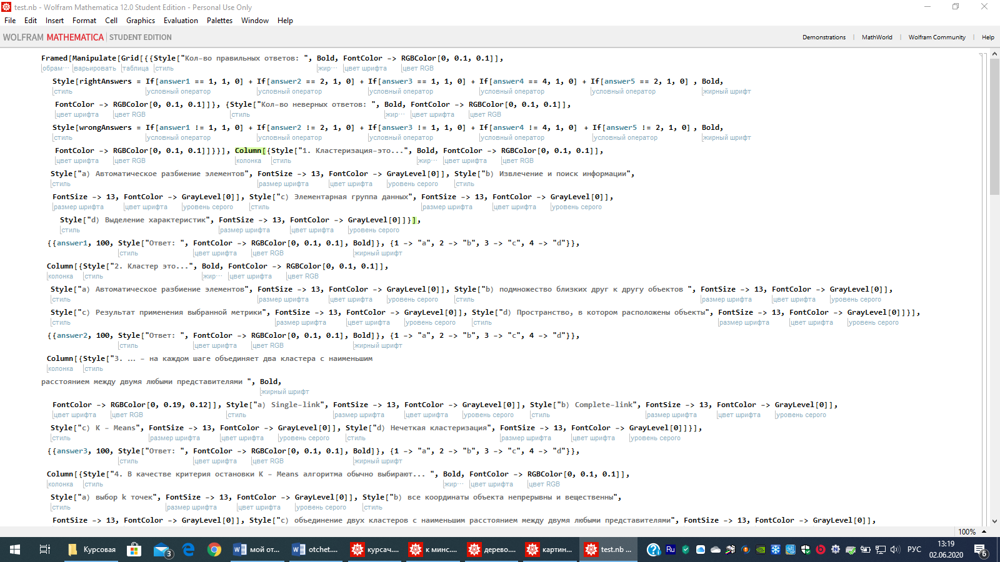 test.nb - Wolfram Mathematica 12.0 Student Edition - Personal Use Only
File Edit Insert Format Cell Graphics Evaluation Palettes Window Help
WOLFRAM MATHEMATICA STUDENT EDITION Demonstrations MathWorld Wolfram Community Help
Framed[Manipulate[Grid[{{Style["Кол-во правильных ответов: ", Bold, FontColor -> RGBColor[0, 0.1, 0.1]],
обрам⋯ варьировать таблица стиль жир⋯ цвет шрифта цвет RGB
Style[rightAnswers = If[answer1 == 1, 1, 0] + If[answer2 == 2, 1, 0] + If[answer3 == 1, 1, 0] + If[answer4 == 4, 1, 0] + If[answer5 == 2, 1, 0] , Bold,
стиль условный оператор условный оператор условный оператор условный оператор условный оператор жирный шрифт
FontColor -> RGBColor[0, 0.1, 0.1]]}, {Style["Кол-во неверных ответов: ", Bold, FontColor -> RGBColor[0, 0.1, 0.1]],
цвет шрифта цвет RGB стиль жир⋯ цвет шрифта цвет RGB
Style[wrongAnswers = If[answer1 != 1, 1, 0] + If[answer2 != 2, 1, 0] + If[answer3 != 1, 1, 0] + If[answer4 != 4, 1, 0] + If[answer5 != 2, 1, 0] , Bold,
стиль условный оператор условный оператор условный оператор условный оператор условный оператор жирный шрифт
FontColor -> RGBColor[0, 0.1, 0.1]]}}], Column[{Style["1. Кластеризация-это...", Bold, FontColor -> RGBColor[0, 0.1, 0.1]],
цвет шрифта цвет RGB колонка стиль жир⋯ цвет шрифта цвет RGB
Style["a) Автоматическое разбиение элементов", FontSize -> 13, FontColor -> GrayLevel[0]], Style["b) Извлечение и поиск информации",
стиль размер шрифта цвет шрифта уровень серого стиль
FontSize -> 13, FontColor -> GrayLevel[0]], Style["c) Элементарная группа данных", FontSize -> 13, FontColor -> GrayLevel[0]],
размер шрифта цвет шрифта уровень серого стиль размер шрифта цвет шрифта уровень серого
Style["d) Выделение характеристик", FontSize -> 13, FontColor -> GrayLevel[0]]}],
стиль размер шрифта цвет шрифта уровень серого
{{answer1, 100, Style["Ответ: ", FontColor -> RGBColor[0, 0.1, 0.1], Bold]}, {1 -> "a", 2 -> "b", 3 -> "c", 4 -> "d"}},
стиль цвет шрифта цвет RGB жирный шрифт
Column[{Style["2. Кластер это...", Bold, FontColor -> RGBColor[0, 0.1, 0.1]],
колонка стиль жир⋯ цвет шрифта цвет RGB
Style["a) Автоматическое разбиение элементов", FontSize -> 13, FontColor -> GrayLevel[0]], Style["b) подмножество близких друг к другу объектов ", FontSize -> 13, FontColor -> GrayLevel[0]],
стиль размер шрифта цвет шрифта уровень серого стиль размер шрифта цвет шрифта уровень серого
Style["c) Результат применения выбранной метрики", FontSize -> 13, FontColor -> GrayLevel[0]], Style["d) Пространство, в котором расположены объекты", FontSize -> 13, FontColor -> GrayLevel[0]]}],
стиль размер шрифта цвет шрифта уровень серого стиль размер шрифта цвет шрифта уровень серого
{{answer2, 100, Style["Ответ: ", FontColor -> RGBColor[0, 0.1, 0.1], Bold]}, {1 -> "a", 2 -> "b", 3 -> "c", 4 -> "d"}},
стиль цвет шрифта цвет RGB жирный шрифт
Column[{Style["3. ... - на каждом шаге объединяет два кластера с наименьшим
колонка стиль
расстоянием между двумя любыми представителями ", Bold,
жирный шрифт
FontColor -> RGBColor[0, 0.19, 0.12]], Style["a) Single-link", FontSize -> 13, FontColor -> GrayLevel[0]], Style["b) Complete-link", FontSize -> 13, FontColor -> GrayLevel[0]],
цвет шрифта цвет RGB стиль размер шрифта цвет шрифта уровень серого стиль размер шрифта цвет шрифта уровень серого
Style["c) K - Means", FontSize -> 13, FontColor -> GrayLevel[0]], Style["d) Нечеткая кластеризация", FontSize -> 13, FontColor -> GrayLevel[0]]}],
стиль размер шрифта цвет шрифта уровень серого стиль размер шрифта цвет шрифта уровень серого
{{answer3, 100, Style["Ответ: ", FontColor -> RGBColor[0, 0.1, 0.1], Bold]}, {1 -> "a", 2 -> "b", 3 -> "c", 4 -> "d"}},
стиль цвет шрифта цвет RGB жирный шрифт
Column[{Style["4. В качестве критерия остановки K - Means алгоритма обычно выбирают... ", Bold, FontColor -> RGBColor[0, 0.1, 0.1]],
колонка стиль жир⋯ цвет шрифта цвет RGB
Style["a) выбор k точек", FontSize -> 13, FontColor -> GrayLevel[0]], Style["b) все координаты объекта непрерывны и вещественны",
стиль размер шрифта цвет шрифта уровень серого стиль
FontSize -> 13, FontColor -> GrayLevel[0]], Style["c) объединение двух кластеров с наименьшим расстоянием между двумя любыми представителями", FontSize -> 13, FontColor -> GrayLevel[0]],
100%
Курсовая 3 мой от... otchet.... курсач.... к минс.... дерево.... картин... test.nb ... Ru РУС 13:19
02.06.2020 6